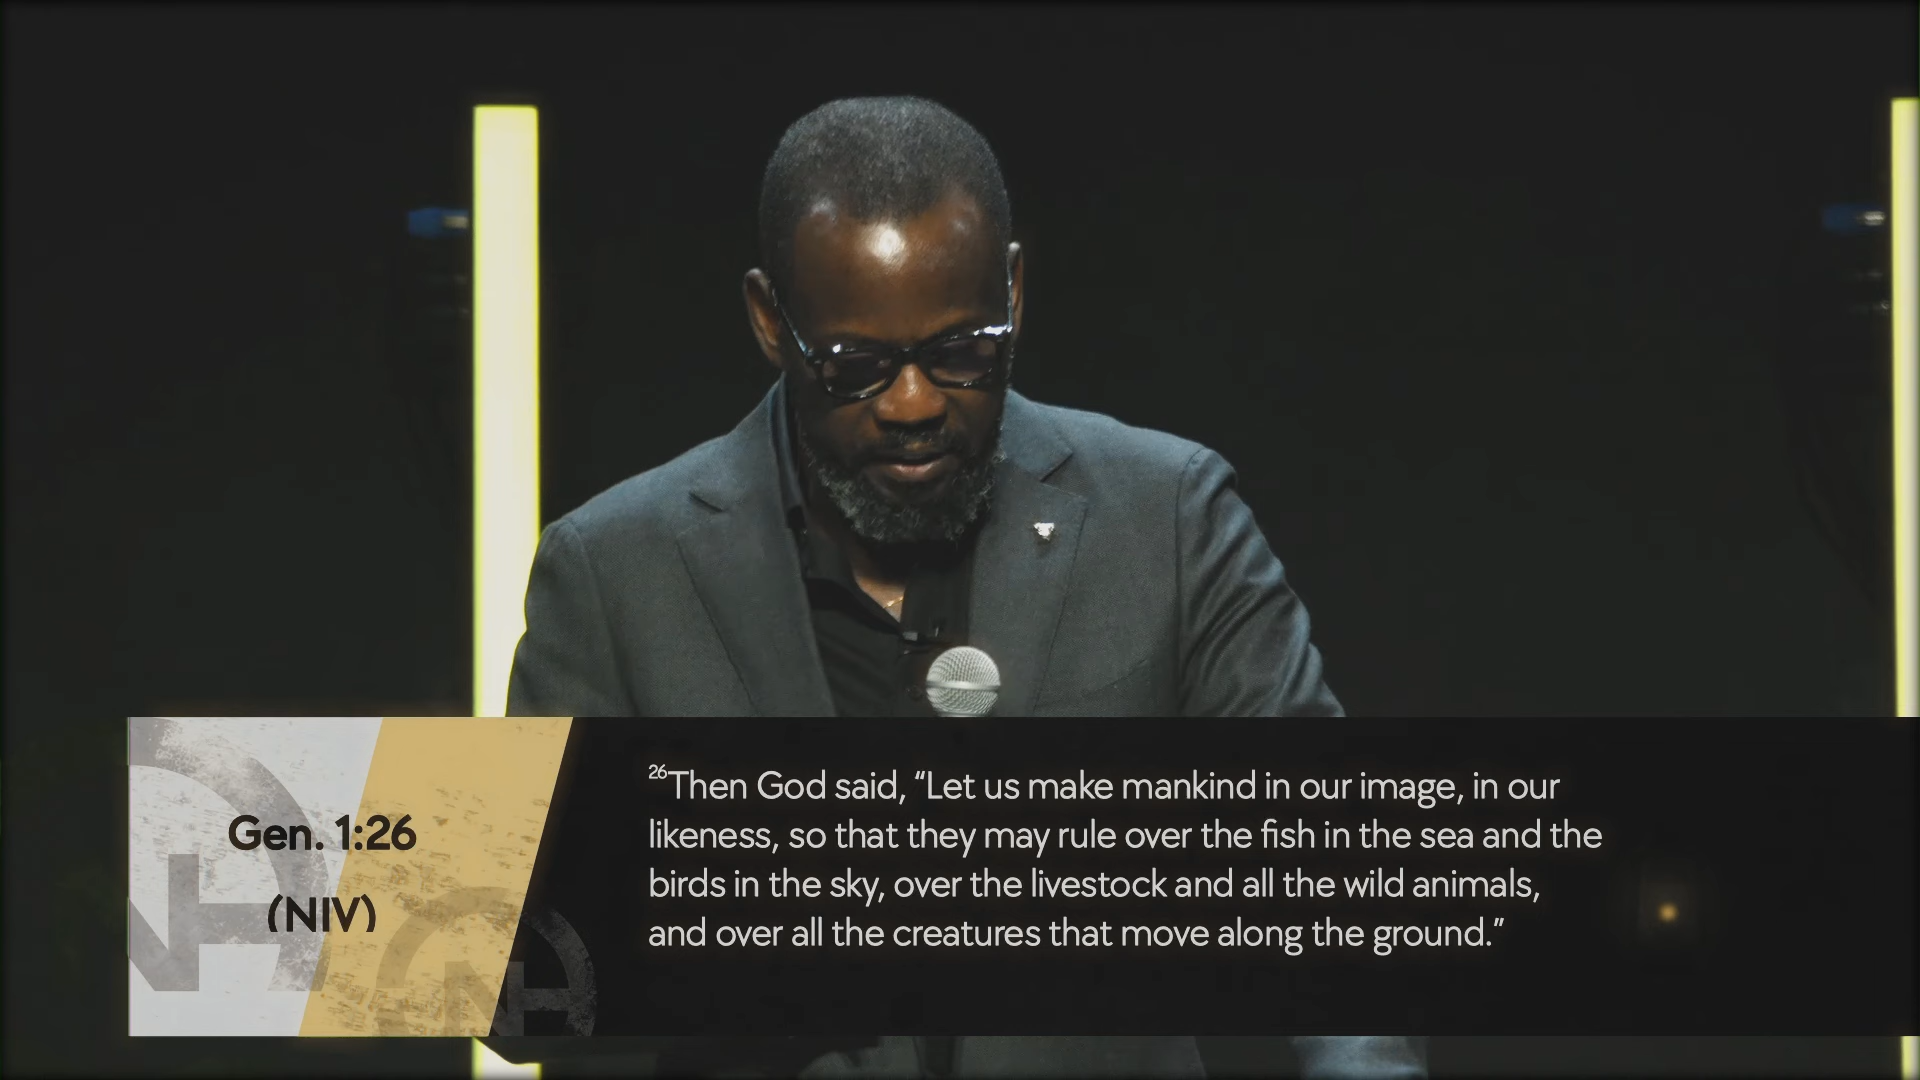 Gen. 1:26
(NIV)
26Then God said, “Let us make mankind in our image, in our
likeness, so that they may rule over the fish in the sea and the
birds in the sky, over the livestock and all the wild animals,
and over all the creatures that move along the ground.”
NH
NH